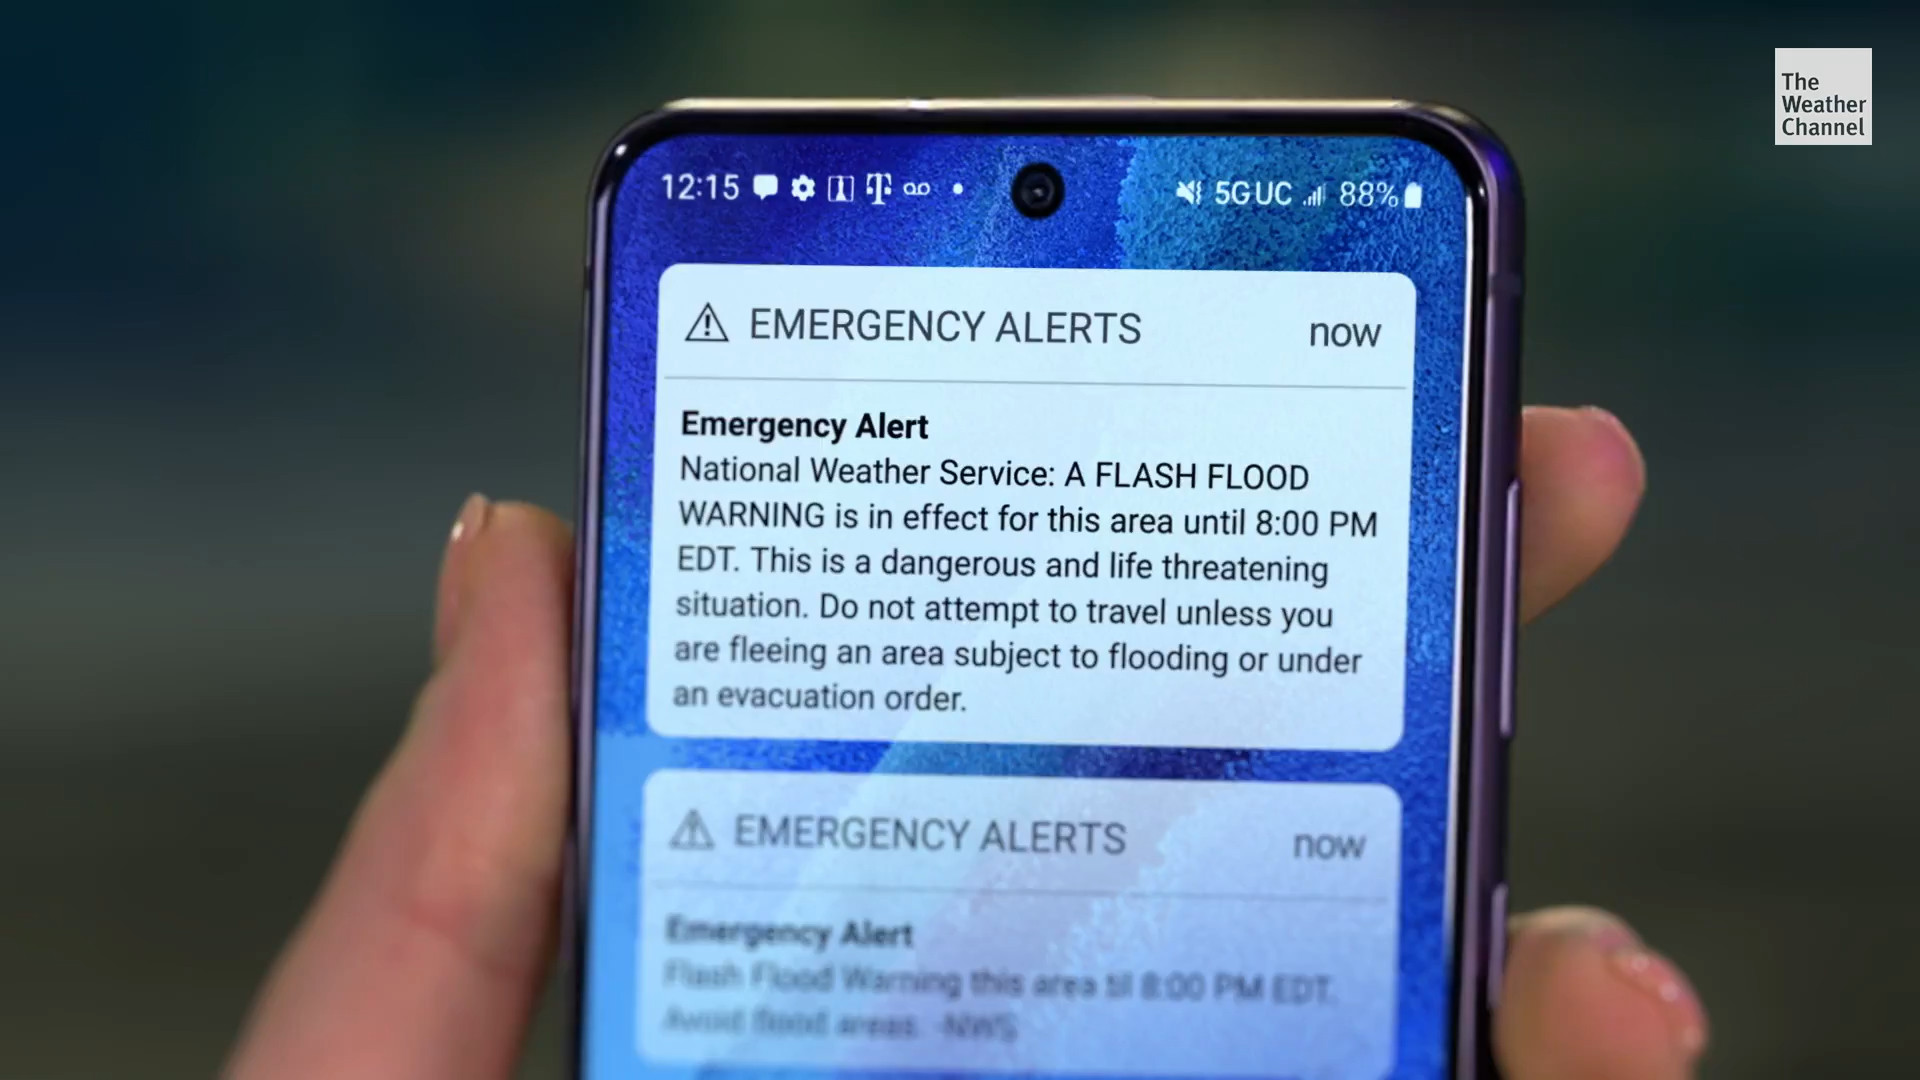 The
Weather
Channel
12:15
5G UC 88%
EMERGENCY ALERTS now
Emergency Alert
National Weather Service: A FLASH FLOOD
WARNING is in effect for this area until 8:00 PM
EDT. This is a dangerous and life threatening
situation. Do not attempt to travel unless you
are fleeing an area subject to flooding or under
an evacuation order.
EMERGENCY ALERTS now
Emergency Alert
Flash Flood Warning this area til 8:00 PM EDT.
Avoid flood areas. -NWS